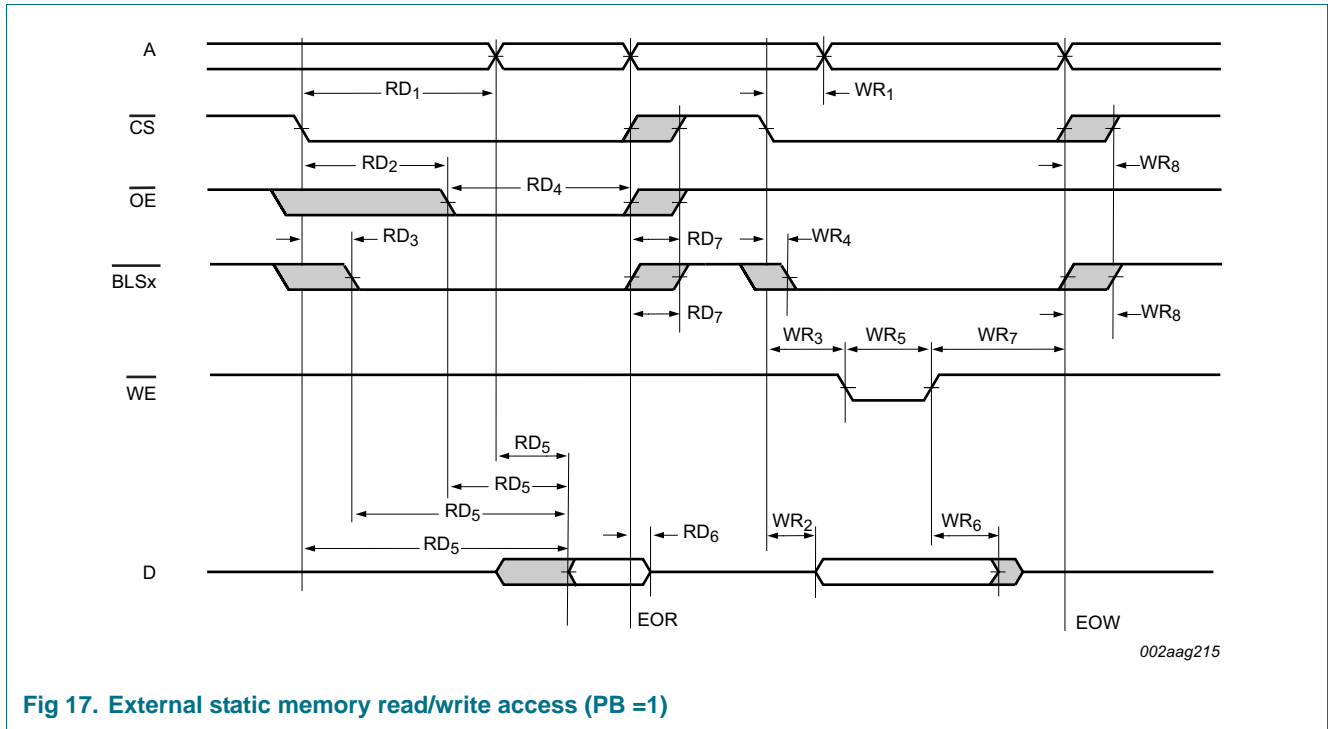 A
RD1 WR1
CS
RD2 WR8
RD4
OE
RD3 RD7 WR4
BLSx
RD7 WR8
WR3 WR5 WR7
WE
RD5
RD5
RD5 WR2 WR6
RD5 RD6
D
EOR EOW
002aag215
Fig 17. External static memory read/write access (PB =1)